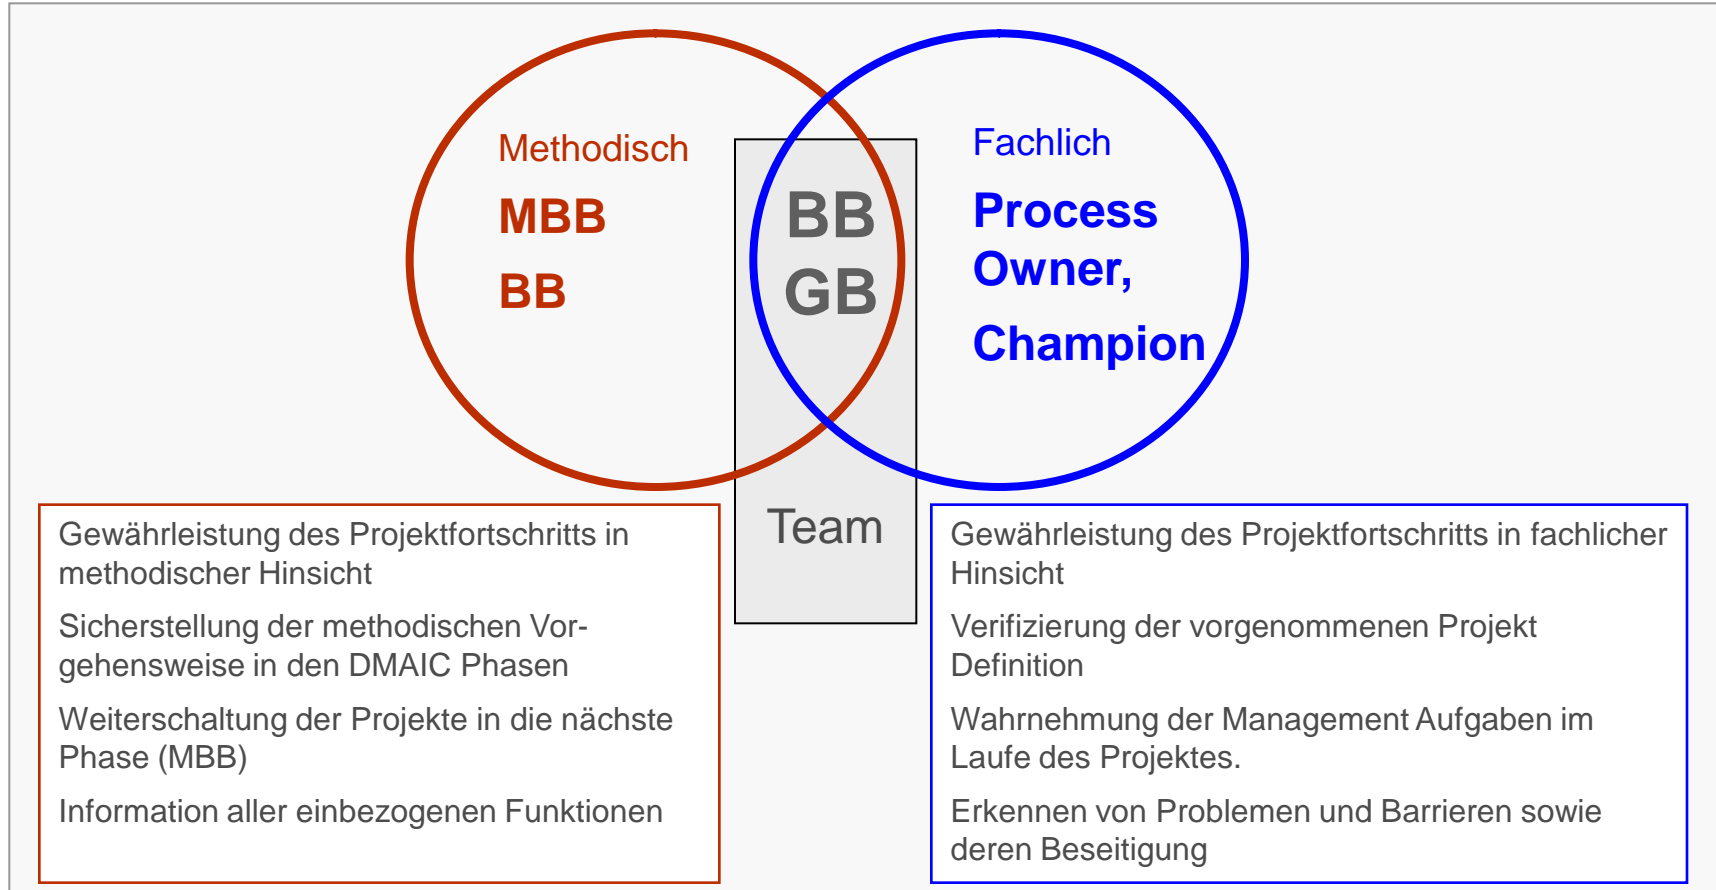 Methodisch
MBB
BB
BB
GB
Team
Fachlich
Process
Owner,
Champion
Gewährleistung des Projektfortschritts in
methodischer Hinsicht
Sicherstellung der methodischen Vor-
gehensweise in den DMAIC Phasen
Weiterschaltung der Projekte in die nächste
Phase (MBB)
Information aller einbezogenen Funktionen
Gewährleistung des Projektfortschritts in fachlicher
Hinsicht
Verifizierung der vorgenommenen Projekt
Definition
Wahrnehmung der Management Aufgaben im
Laufe des Projektes.
Erkennen von Problemen und Barrieren sowie
deren Beseitigung